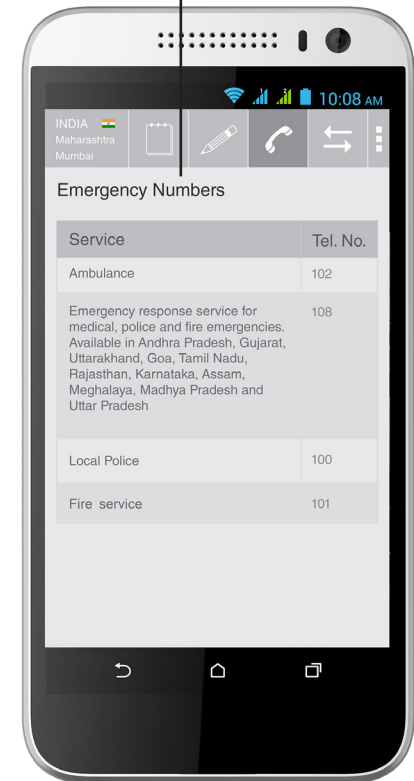 10:08 AM
INDIA
Maharashtra
Mumbai
Emergency Numbers
Service Tel. No.
Ambulance 102
Emergency response service for 108
medical, police and fire emergencies.
Available in Andhra Pradesh, Gujarat,
Uttarakhand, Goa, Tamil Nadu,
Rajasthan, Karnataka, Assam,
Meghalaya, Madhya Pradesh and
Uttar Pradesh
Local Police 100
Fire service 101